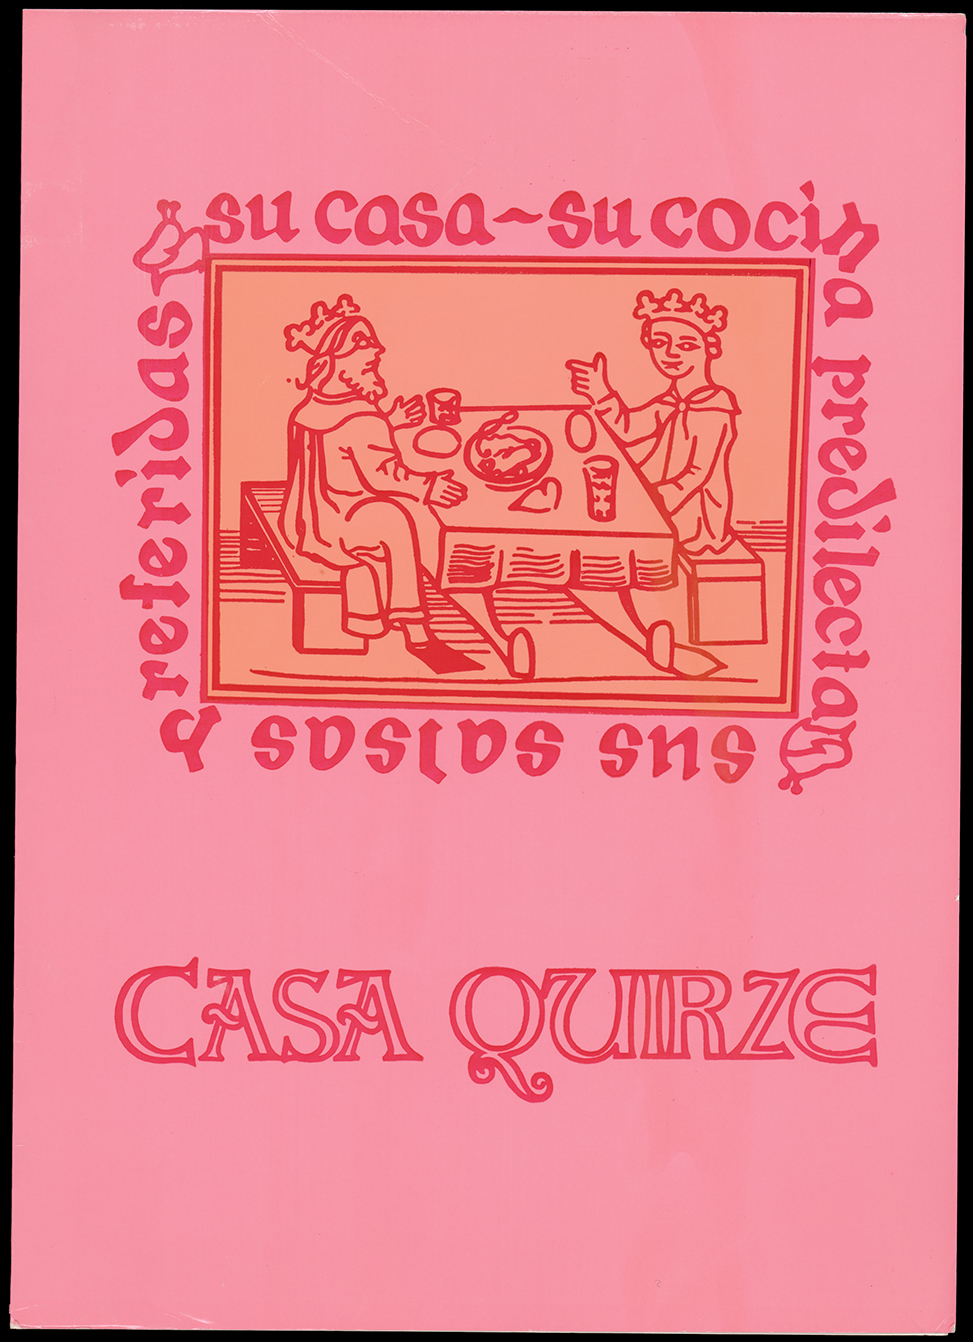 su casa~su cocina
predilecta
sus salsas
preferidas
CASA QUIRZE